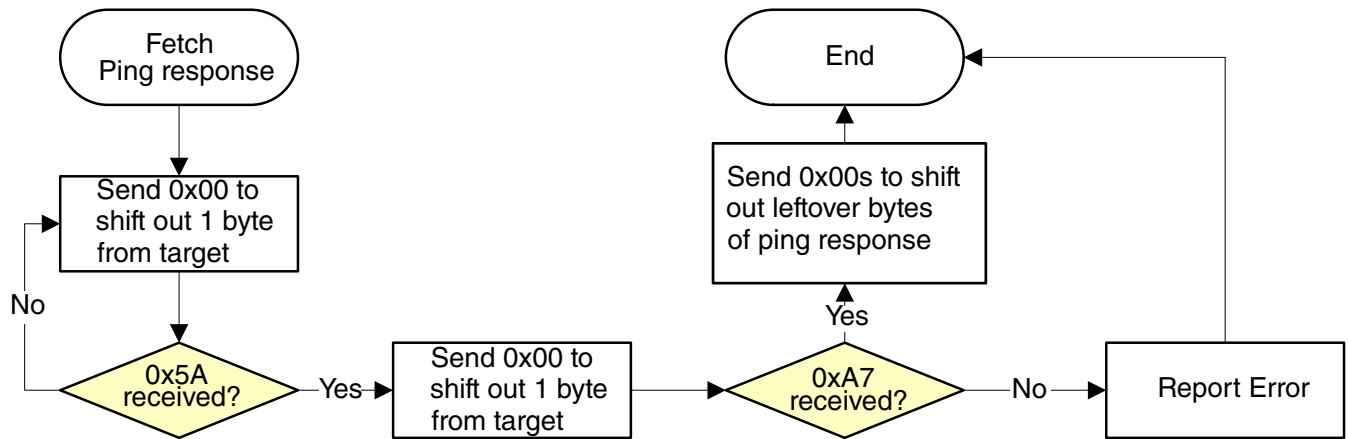 Fetch
Ping response
End
Send 0x00 to
shift out 1 byte
from target
Send 0x00s to shift
out leftover bytes
of ping response
No
Yes
0x5A
received?
Yes
Send 0x00 to
shift out 1 byte
from target
0xA7
received?
No
Report Error